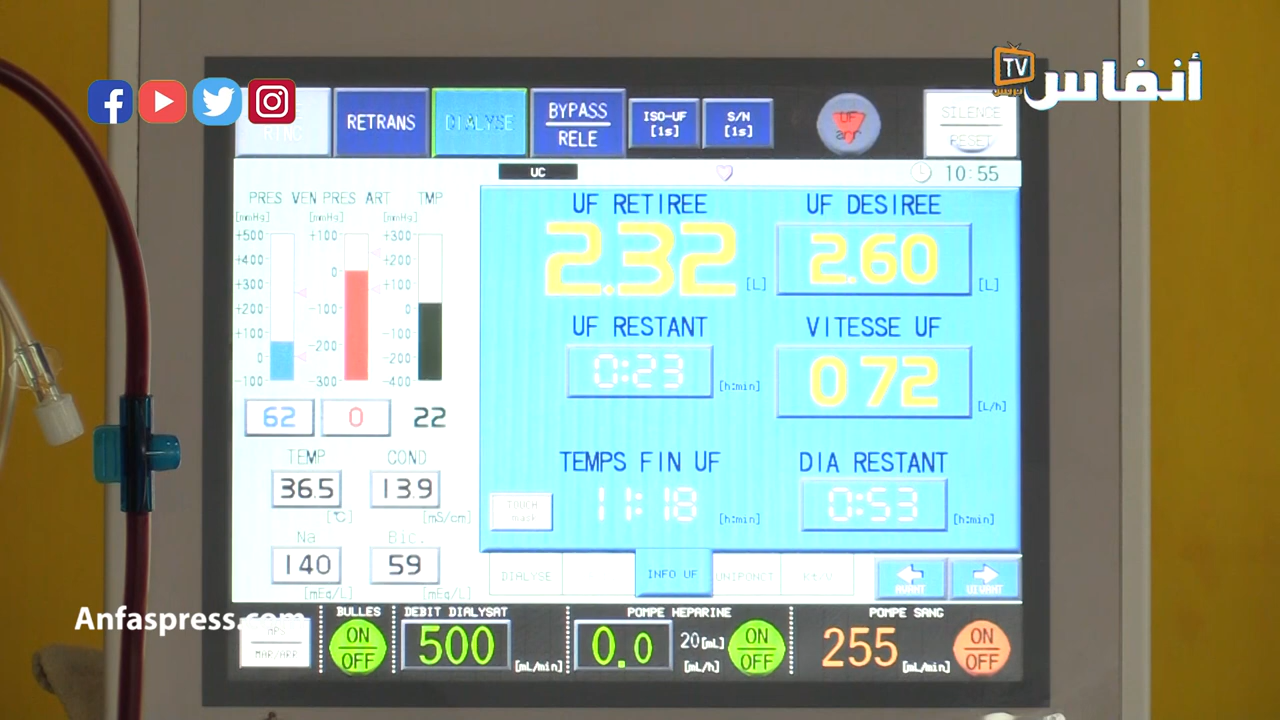 TV أنفاس
RETRANS
DIALYSE
BYPASS
RELE
ISO-UF
[1s]
S/N
[1s]
UF
arr
SILENCE
RESET
UC
10:55
PRES VEN PRES ART TMP
[mmHg] [mmHg] [mmHg]
+500 +100 +300
+400 +200
+300 0 +100
+200 0
+100 -100 -100
0 -200 -200
-300
-100 -300 -400
62 0 22
TEMP COND
36.5 13.9
[°C] [mS/cm]
Na Bic.
140 59
[mEq/L] [mEq/L]
UF RETIREE UF DESIREE
2.32 [L] 2.60 [L]
UF RESTANT VITESSE UF
0:23 [h:min] 0 72 [L/h]
TEMPS FIN UF DIA RESTANT
TOUCH
mask
11:18 [h:min] 0:53 [h:min]
DIALYSE INFO UF UNIPONCT
Anfaspress.com
BULLES DEBIT DIALYSAT POMPE HEPARINE POMPE SANG
ON
OFF
500 [mL/min]
0.0 20[mL]
[mL/h]
ON
OFF
255 [mL/min]
ON
OFF